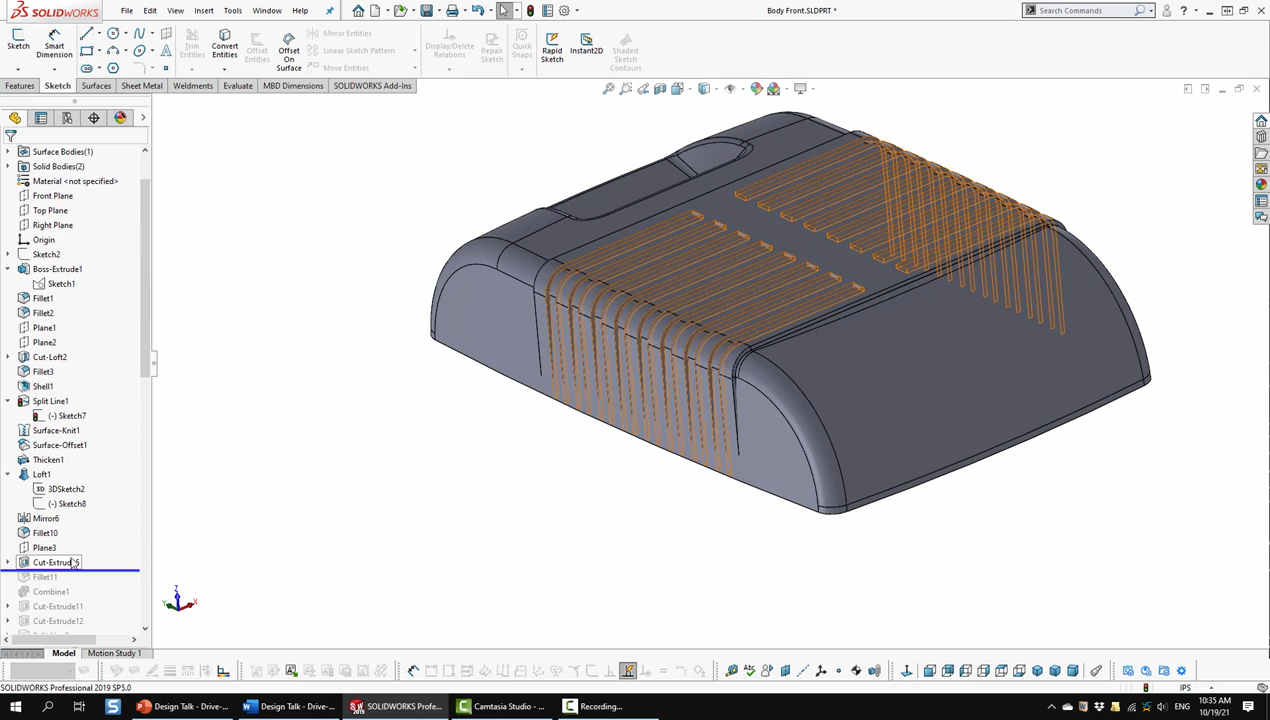 SOLIDWORKS
File
Edit
View
Insert
Tools
Window
Help
Body Front.SLDPRT *
Search Commands
Sketch
Smart
Dimension
Trim
Entities
Convert
Entities
Offset
Entities
Offset
On
Surface
Mirror Entities
Linear Sketch Pattern
Move Entities
Display/Delete
Relations
Repair
Sketch
Quick
Snaps
Rapid
Sketch
Instant2D
Shaded
Sketch
Contours
Features
Sketch
Surfaces
Sheet Metal
Weldments
Evaluate
MBD Dimensions
SOLIDWORKS Add-Ins
Surface Bodies(1)
Solid Bodies(2)
Material <not specified>
Front Plane
Top Plane
Right Plane
Origin
Sketch2
Boss-Extrude1
Sketch1
Fillet1
Fillet2
Plane1
Plane2
Cut-Loft2
Fillet3
Shell1
Split Line1
(-) Sketch7
Surface-Knit1
Surface-Offset1
Thicken1
Loft1
3D 3DSketch2
(-) Sketch8
Mirror6
Fillet10
Plane3
Fillet11
Combine1
Cut-Extrude11
Cut-Extrude12
Z
Y
X
Model
Motion Study 1
SOLIDWORKS Professional 2019 SP5.0
IPS
Design Talk - Drive-...
Design Talk - Drive-...
SOLIDWORKS Profe...
Camtasia Studio - ...
Recording...
10:35 AM
10/19/21